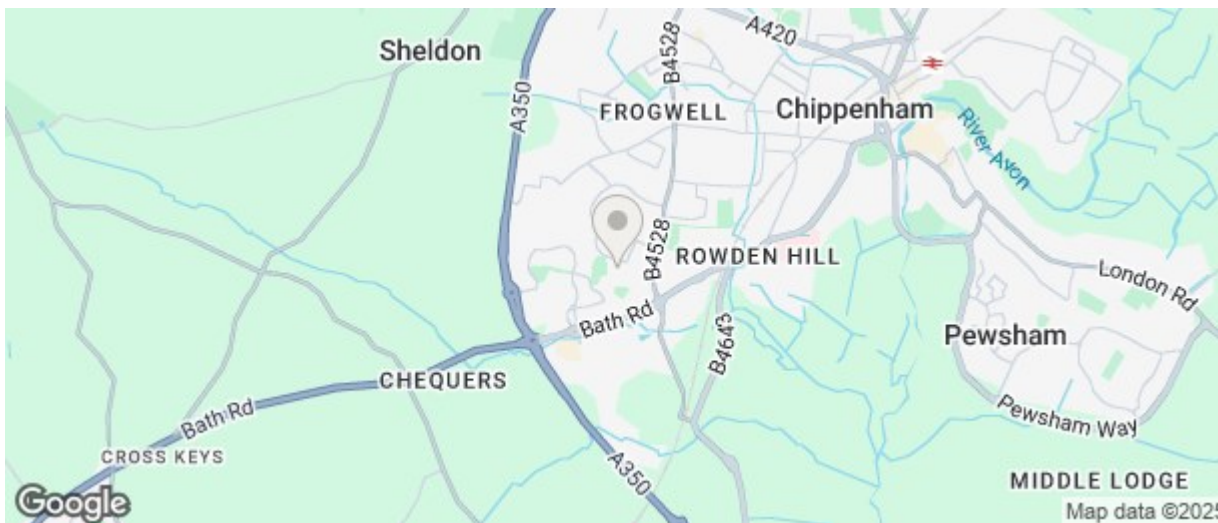 A420
B4528
Sheldon
A350
FROGWELL
Chippenham
River Avon
B4528
ROWDEN HILL
London Rd
Bath Rd
Pewsham
B4643
CHEQUERS
Bath Rd
Pewsham Way
CROSS KEYS
A350
MIDDLE LODGE
Google
Map data ©2025